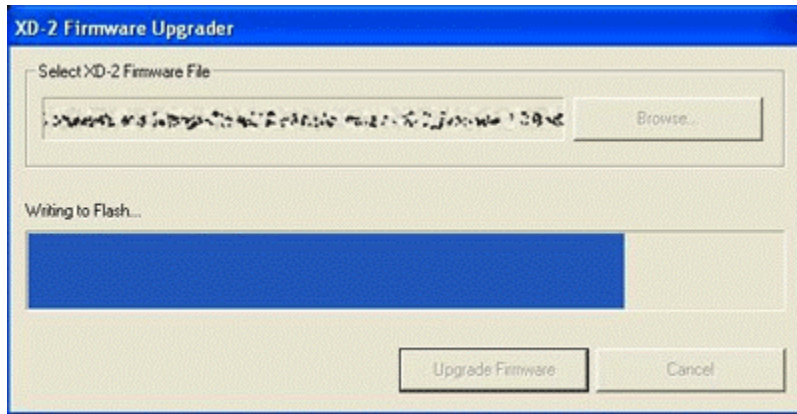 XD-2 Firmware Upgrader
Select XD-2 Firmware File
Browse...
Writing to Flash...
Upgrade Firmware
Cancel